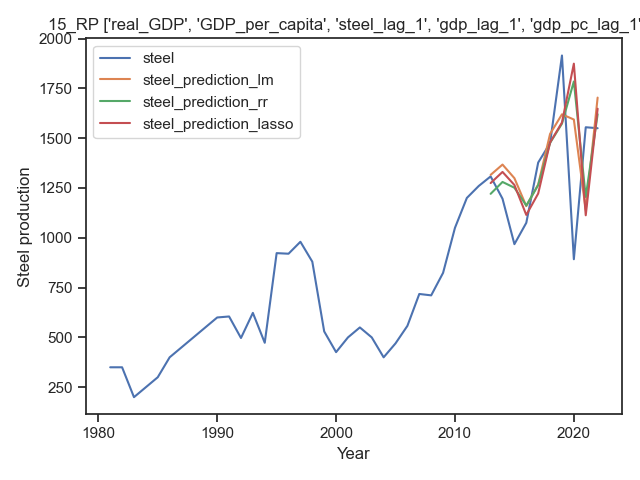 15_RP ['real_GDP', 'GDP_per_capita', 'steel_lag_1', 'gdp_lag_1', 'gdp_pc_lag_1'
steel
steel_prediction_lm
steel_prediction_rr
steel_prediction_lasso
2000
1750
1500
1250
1000
750
500
250
Steel production
1980
1990
2000
2010
2020
Year